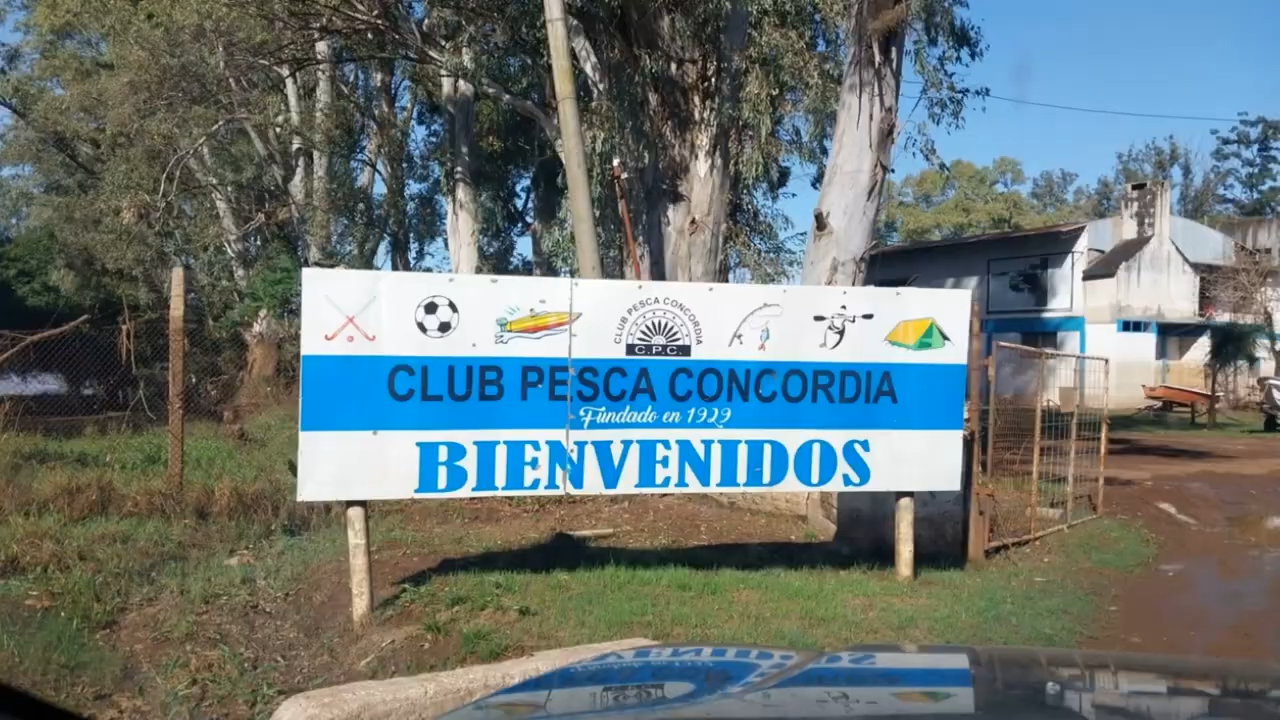 CLUB PESCA CONCORDIA
C.P.C.
CLUB PESCA CONCORDIA
Fundado en 1929
BIENVENIDOS